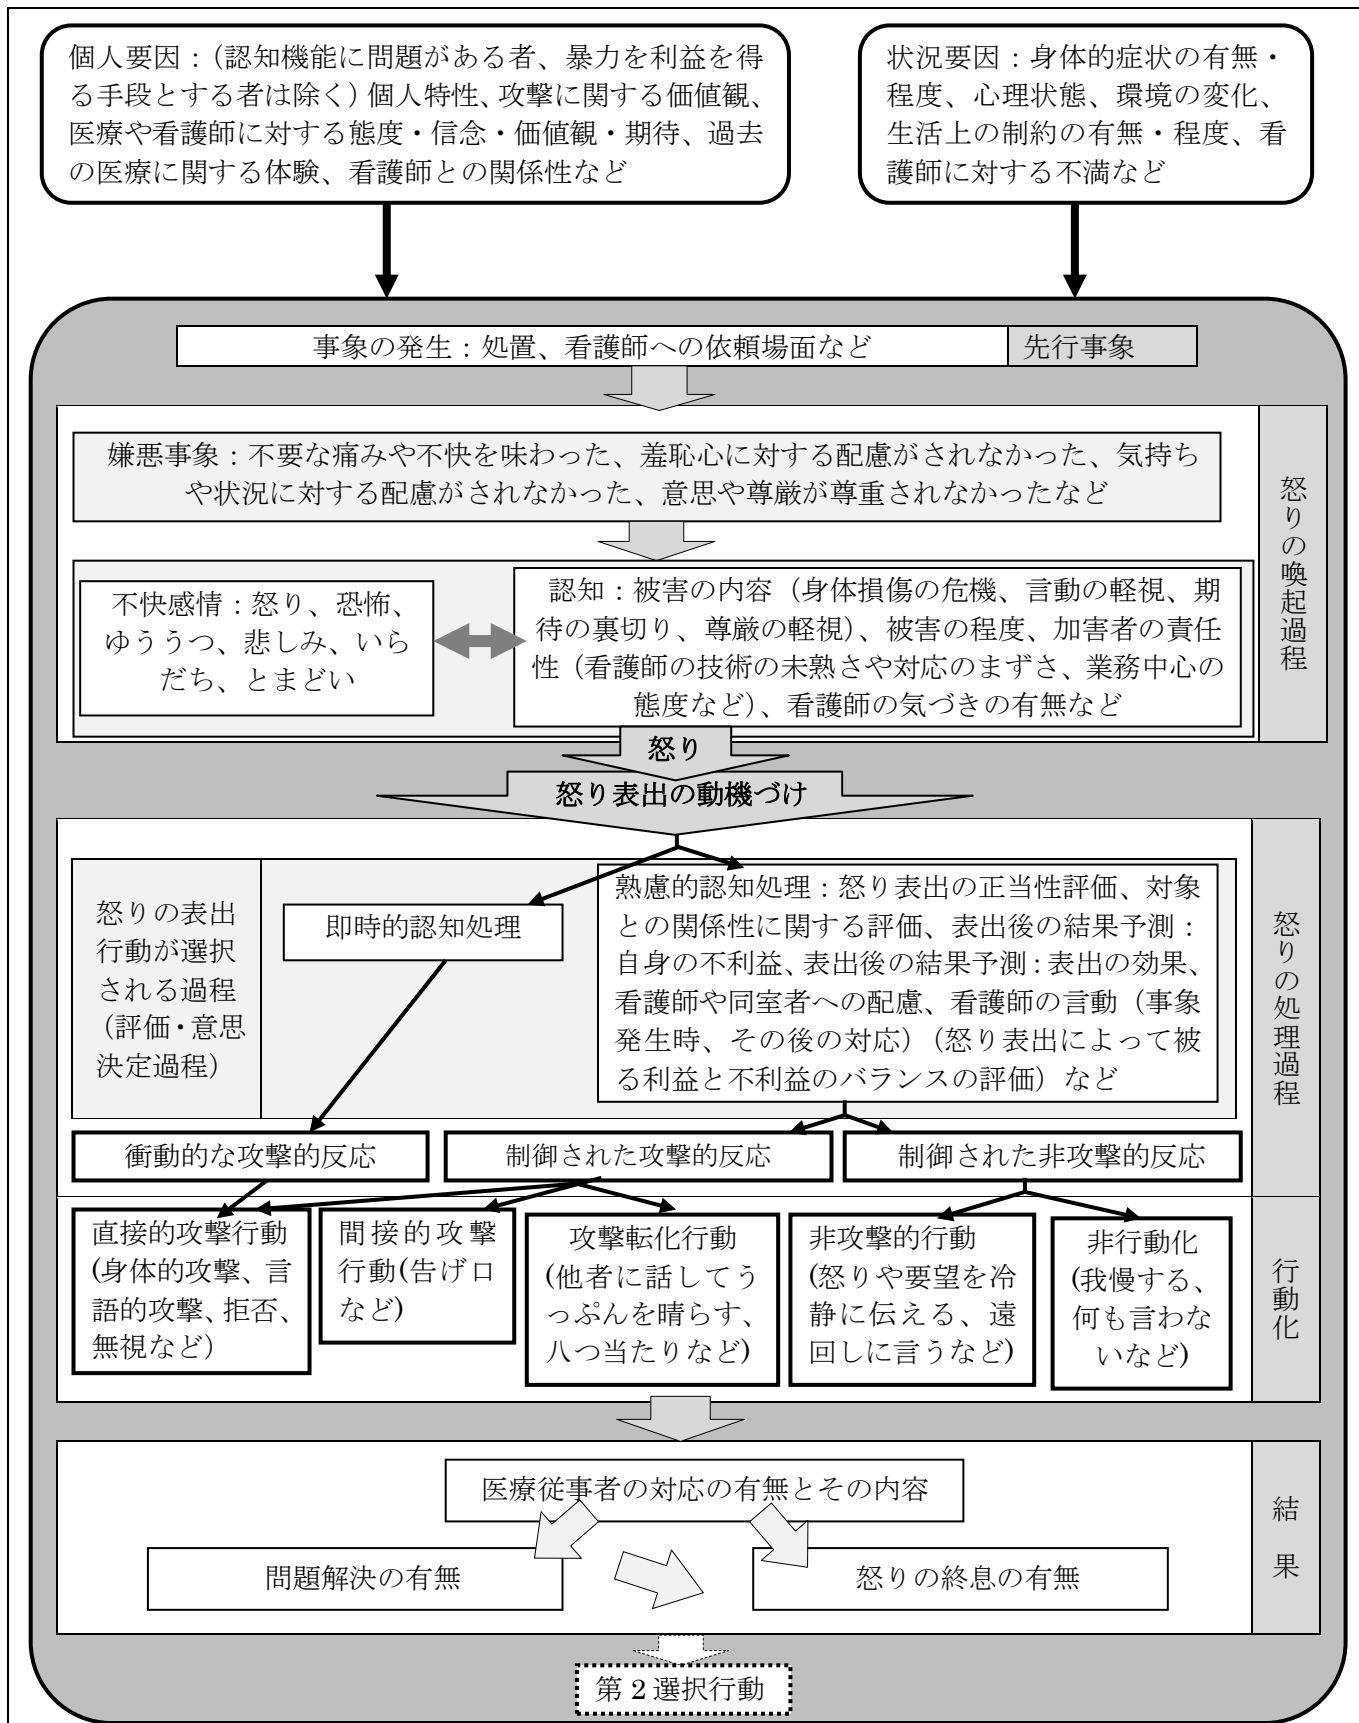 個人要因：（認知機能に問題がある者、暴力を利益を得
る手段とする者は除く）個人特性、攻撃に関する価値観、
医療や看護師に対する態度・信念・価値観・期待、過去
の医療に関する体験、看護師との関係性など
状況要因：身体的症状の有無・
程度、心理状態、環境の変化、
生活上の制約の有無・程度、看
護師に対する不満など
事象の発生：処置、看護師への依頼場面など
先行事象
嫌悪事象：不要な痛みや不快を味わった、羞恥心に対する配慮がされなかった、気持ち
や状況に対する配慮がされなかった、意思や尊厳が尊重されなかったなど
怒りの喚起過程
不快感情：怒り、恐怖、
ゆううつ、悲しみ、いら
だち、とまどい
認知：被害の内容（身体損傷の危機、言動の軽視、期
待の裏切り、尊厳の軽視）、被害の程度、加害者の責任
性（看護師の技術の未熟さや対応のまずさ、業務中心の
態度など）、看護師の気づきの有無など
怒り
怒り表出の動機づけ
怒りの表出
行動が選択
される過程
（評価・意思
決定過程）
即時的認知処理
熟慮的認知処理：怒り表出の正当性評価、対象
との関係性に関する評価、表出後の結果予測：
自身の不利益、表出後の結果予測：表出の効果、
看護師や同室者への配慮、看護師の言動（事象
発生時、その後の対応）（怒り表出によって被
る利益と不利益のバランスの評価）など
怒りの処理過程
衝動的な攻撃的反応
制御された攻撃的反応
制御された非攻撃的反応
直接的攻撃行動
(身体的攻撃、言
語的攻撃、拒否、
無視など）
間接的攻撃
行動(告げ口
など)
攻撃転化行動
(他者に話してう
っぷんを晴らす、
八つ当たりなど)
非攻撃的行動
(怒りや要望を冷
静に伝える、遠
回しに言うなど)
非行動化
(我慢する、
何も言わな
いなど)
行動化
医療従事者の対応の有無とその内容
問題解決の有無
怒りの終息の有無
結果
第２選択行動